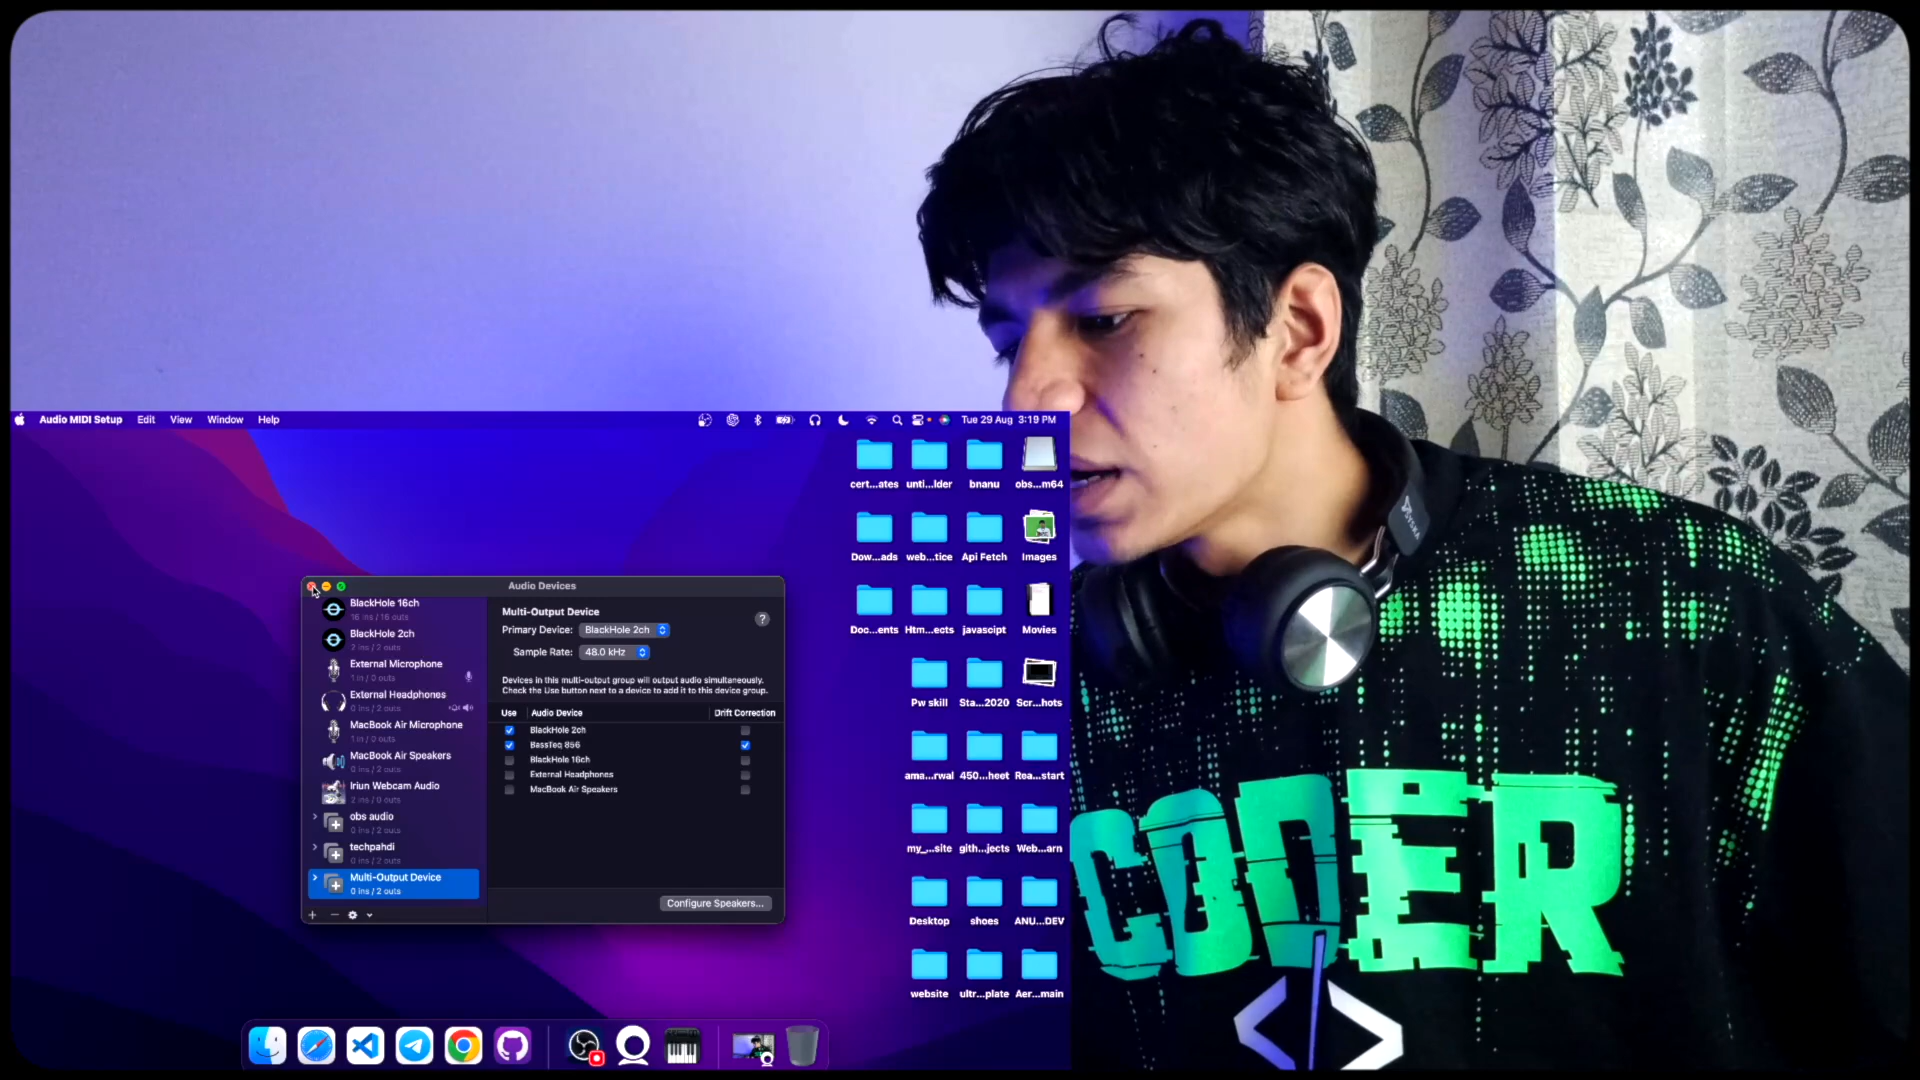 Audio MIDI Setup Edit View Window Help
Tue 29 Aug 3:19 PM
cert...ates unti...lder bnanu obs...m64
Dow...ads web...tice Api Fetch Images
Doc...ents Htm...ects javascipt Movies
Pw skill Sta...2020 Scr...hots
ama...rwal 450...heet Rea...start
my_...site gith...jects Web...arn
Desktop shoes ANU...DEV
website ultr...plate Aer...main
Audio Devices
BlackHole 16ch
16 ins / 16 outs
BlackHole 2ch
2 ins / 2 outs
External Microphone
1 in / 0 outs
External Headphones
0 ins / 2 outs
MacBook Air Microphone
1 in / 0 outs
MacBook Air Speakers
0 ins / 2 outs
Iriun Webcam Audio
2 ins / 0 outs
obs audio
0 ins / 2 outs
techpahdi
0 ins / 2 outs
Multi-Output Device
0 ins / 2 outs
Multi-Output Device
?
Primary Device: BlackHole 2ch
Sample Rate: 48.0 kHz
Devices in this multi-output group will output audio simultaneously.
Check the Use button next to a device to add it to this device group.
Use Audio Device Drift Correction
BlackHole 2ch
BassTeq 856
BlackHole 16ch
External Headphones
MacBook Air Speakers
Configure Speakers...
CODER
</>